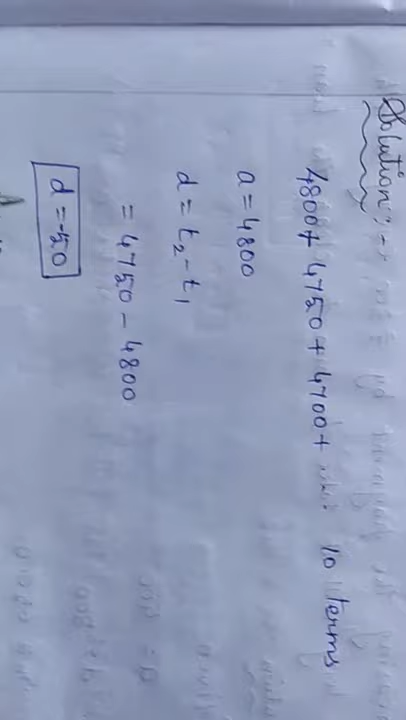 Solution :-
4800 + 4750 + 4700 + ... 10 terms
a = 4800
d = t₂ - t₁
= 4750 - 4800
d = -50